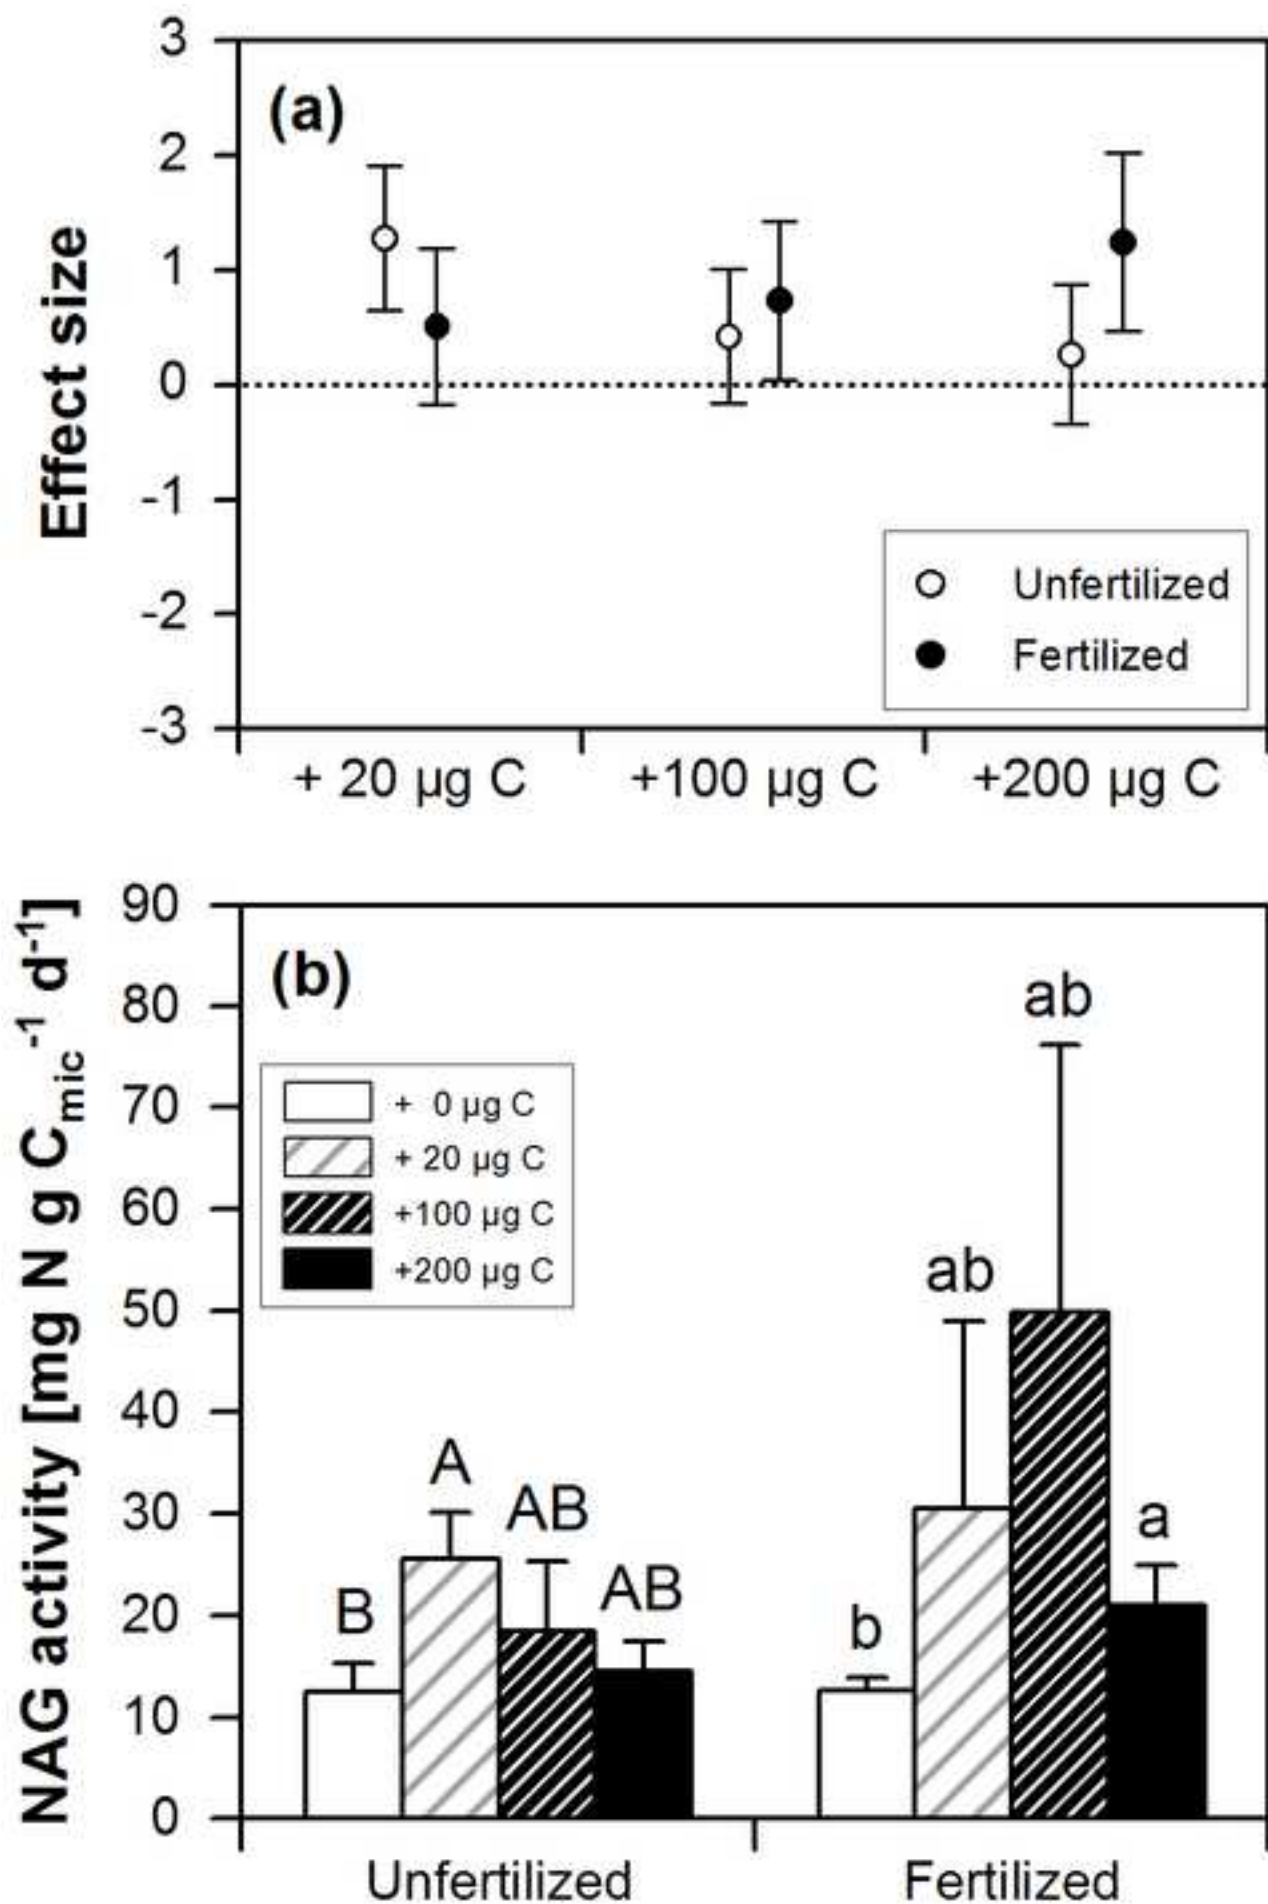 3
(a)
2
1
0
-1
-2
-3
Effect size
Unfertilized
Fertilized
+ 20 µg C
+100 µg C
+200 µg C
90
(b)
80
70
60
50
40
30
20
10
0
NAG activity [mg N g Cmic-1 d-1]
+ 0 µg C
+ 20 µg C
+100 µg C
+200 µg C
B
A
AB
AB
b
ab
ab
a
Unfertilized
Fertilized